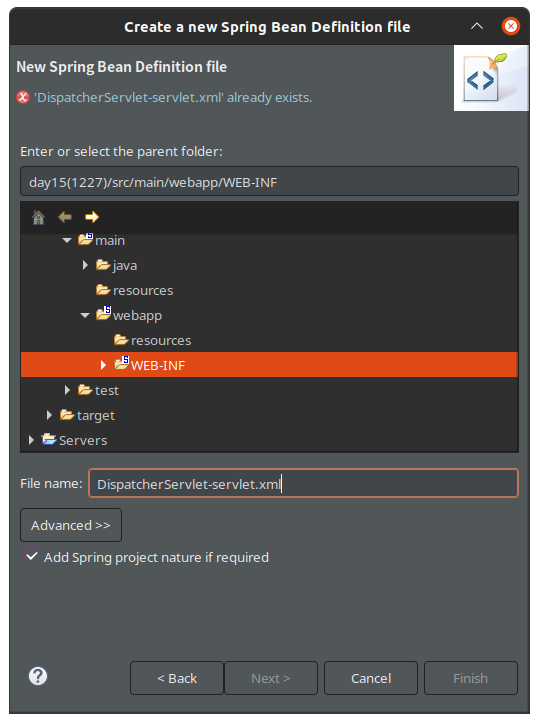 Create a new Spring Bean Definition file
New Spring Bean Definition file
'DispatcherServlet-servlet.xml' already exists.
Enter or select the parent folder:
day15(1227)/src/main/webapp/WEB-INF
main
java
resources
webapp
resources
WEB-INF
test
target
Servers
File name: DispatcherServlet-servlet.xml
Advanced >>
Add Spring project nature if required
? < Back Next > Cancel Finish